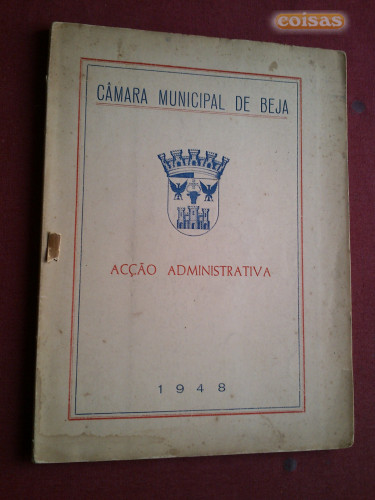 coisas
CÂMARA MUNICIPAL DE BEJA
ACÇÃO ADMINISTRATIVA
1948